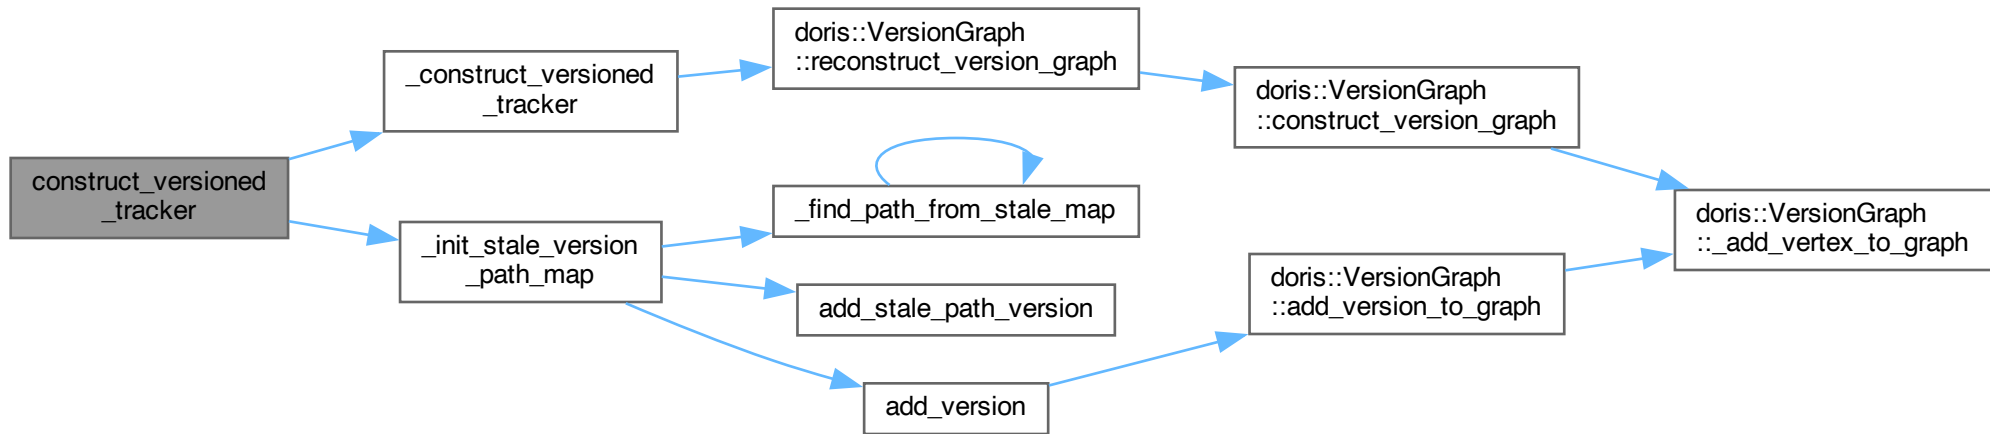 construct_versioned
_tracker
_construct_versioned
_tracker
doris::VersionGraph
::reconstruct_version_graph
doris::VersionGraph
::construct_version_graph
doris::VersionGraph
::_add_vertex_to_graph
_init_stale_version
_path_map
_find_path_from_stale_map
add_stale_path_version
add_version
doris::VersionGraph
::add_version_to_graph